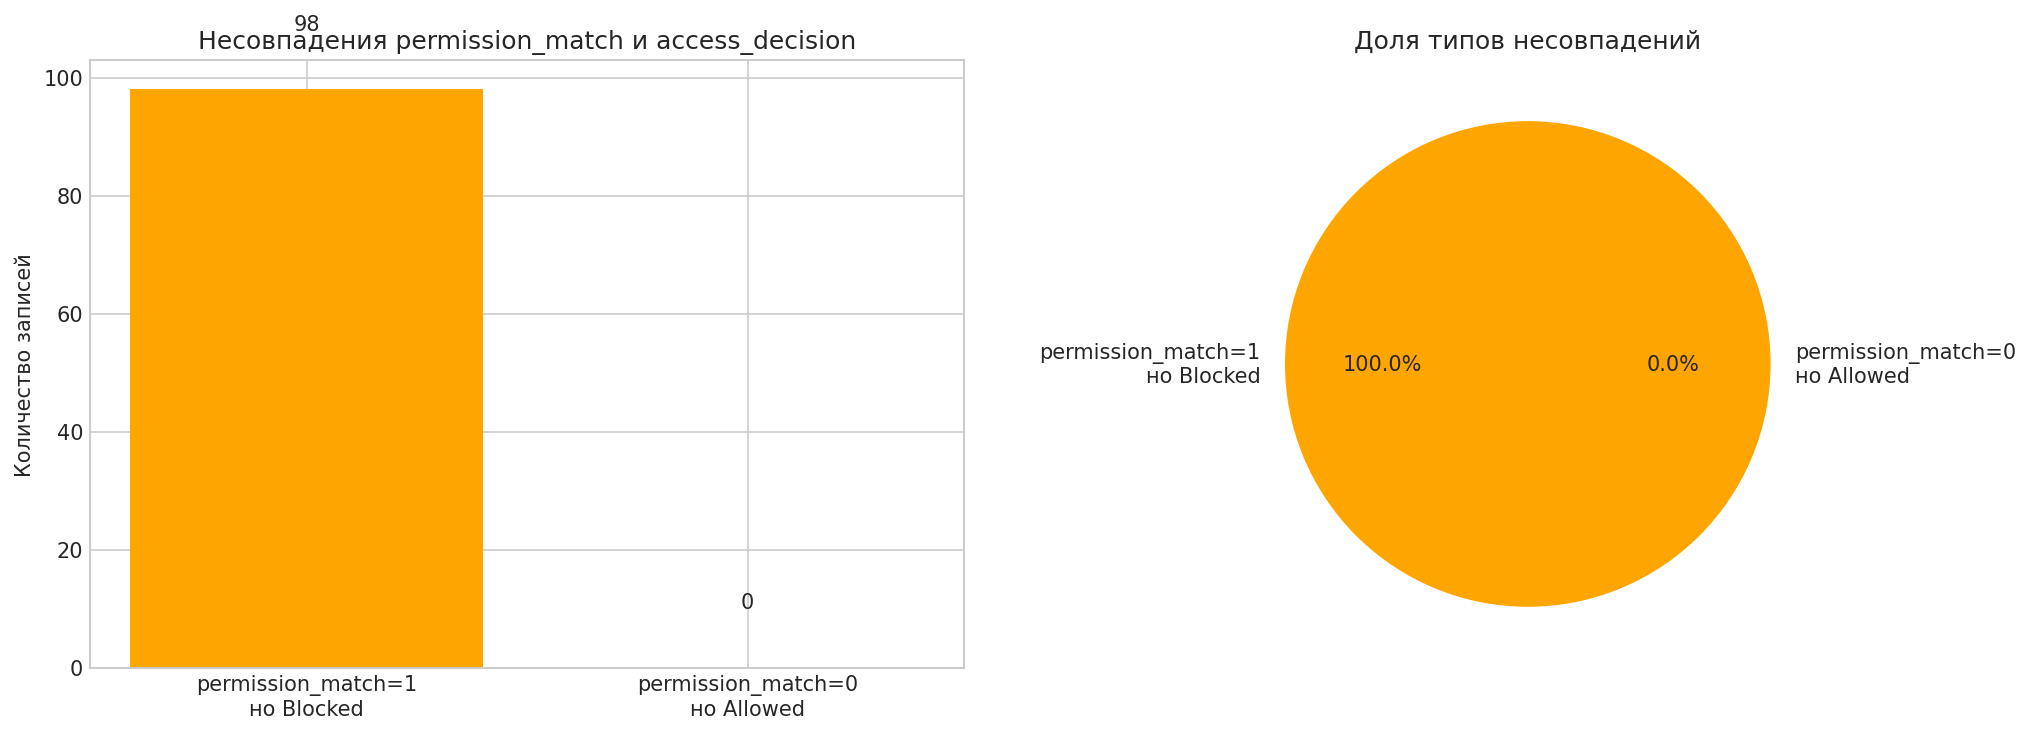 98
Несовпадения permission_match и access_decision
Количество записей
100
80
60
40
20
0
0
permission_match=1
но Blocked
permission_match=0
но Allowed
Доля типов несовпадений
permission_match=1
но Blocked
100.0%
0.0%
permission_match=0
но Allowed